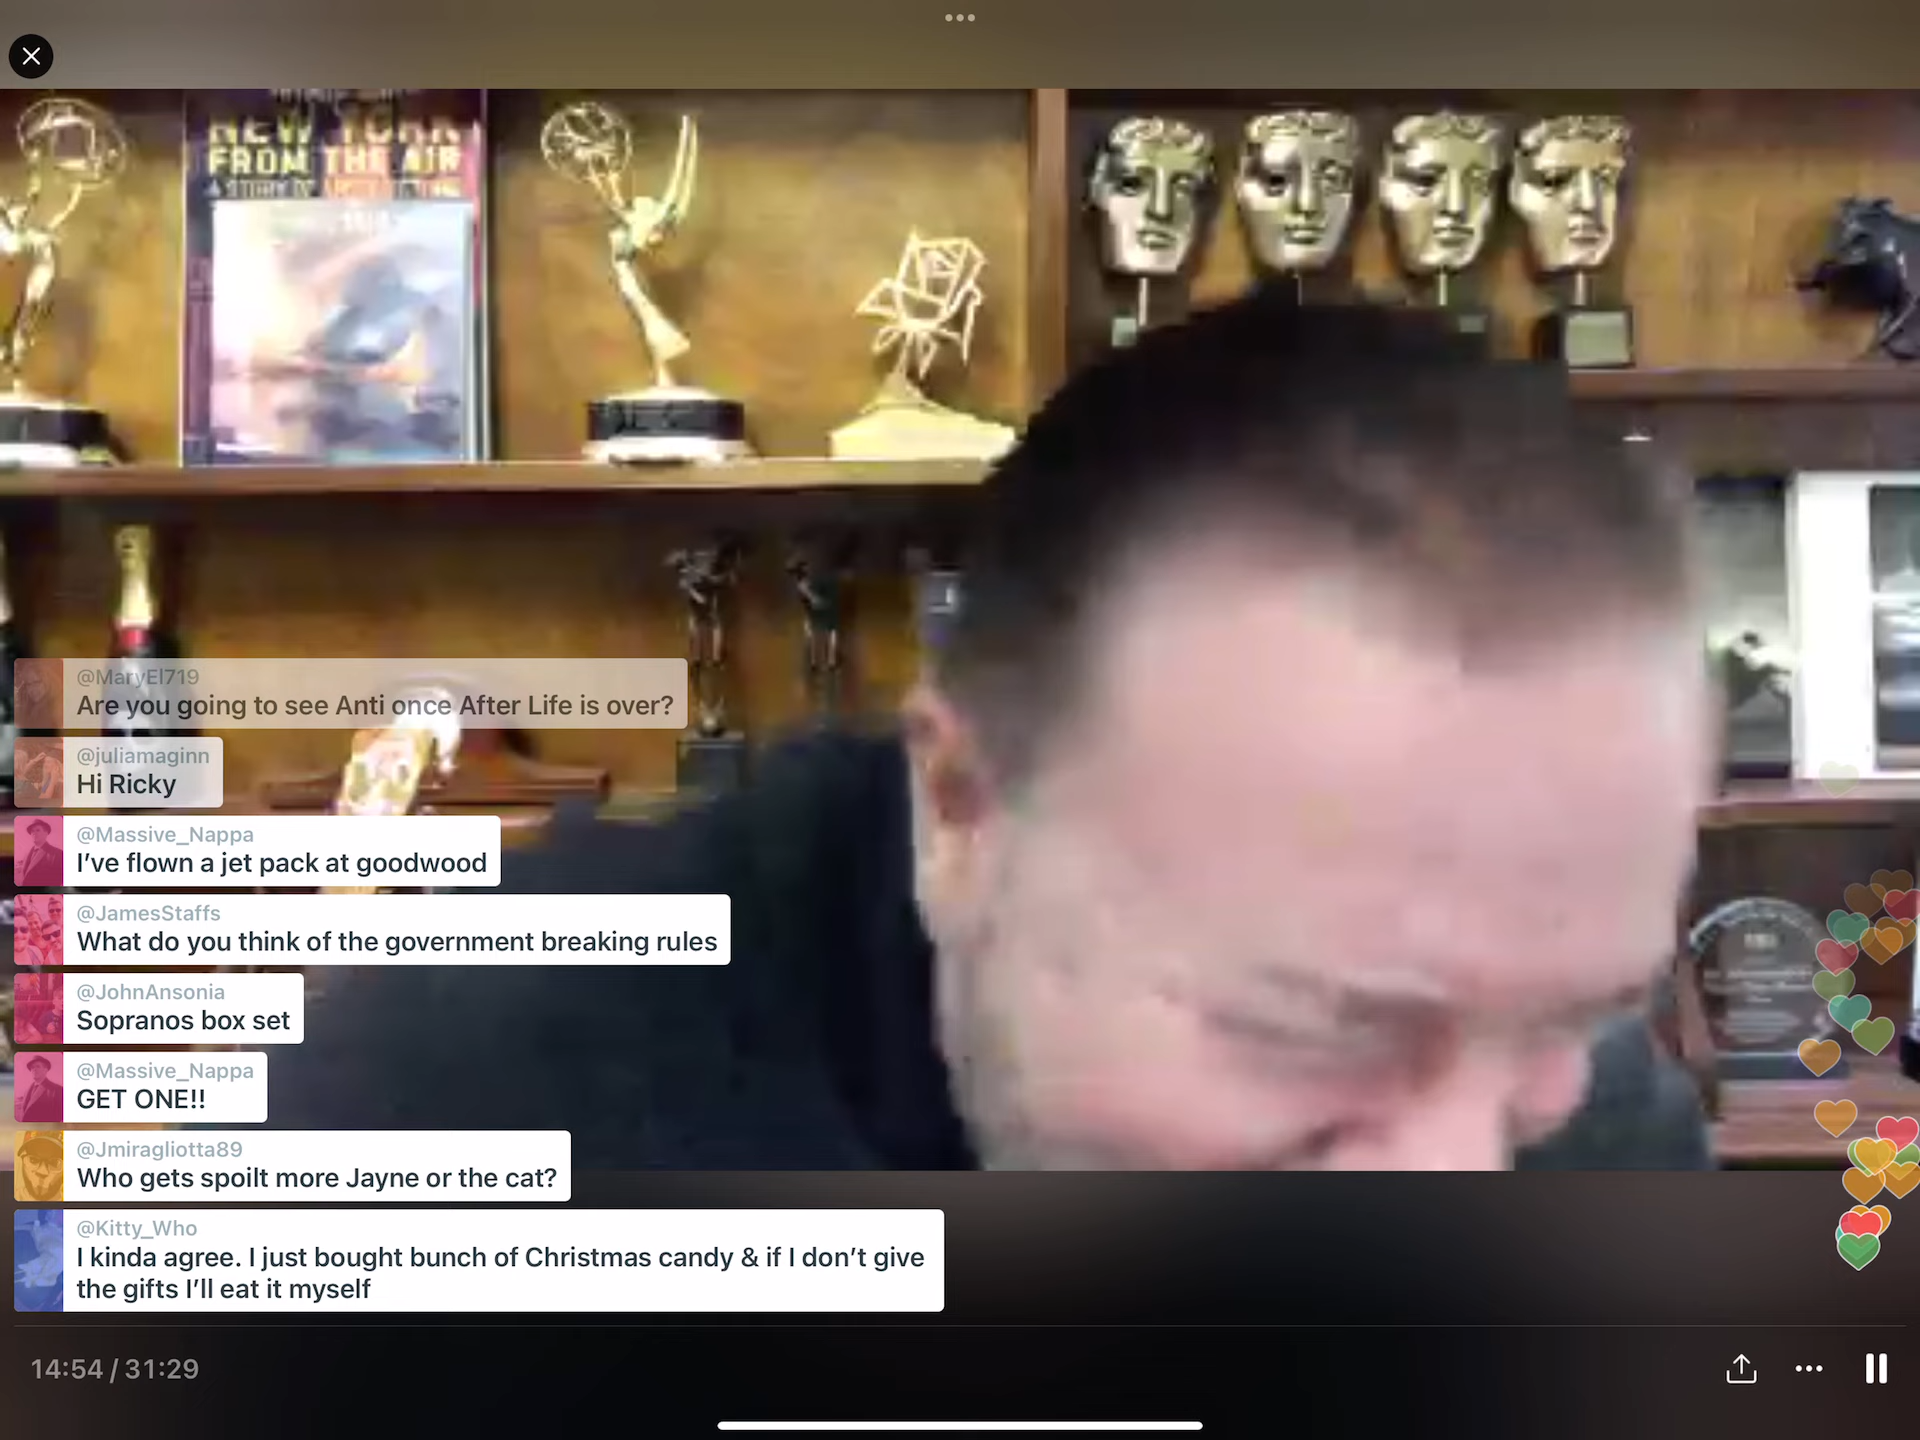 NEW YORK
FROM THE AIR
@MaryEl719
Are you going to see Anti once After Life is over?
@juliamaginn
Hi Ricky
@Massive_Nappa
I’ve flown a jet pack at goodwood
@JamesStaffs
What do you think of the government breaking rules
@JohnAnsonia
Sopranos box set
@Massive_Nappa
GET ONE!!
@Jmiragliotta89
Who gets spoilt more Jayne or the cat?
@Kitty_Who
I kinda agree. I just bought bunch of Christmas candy & if I don’t give
the gifts I’ll eat it myself
14:54 / 31:29